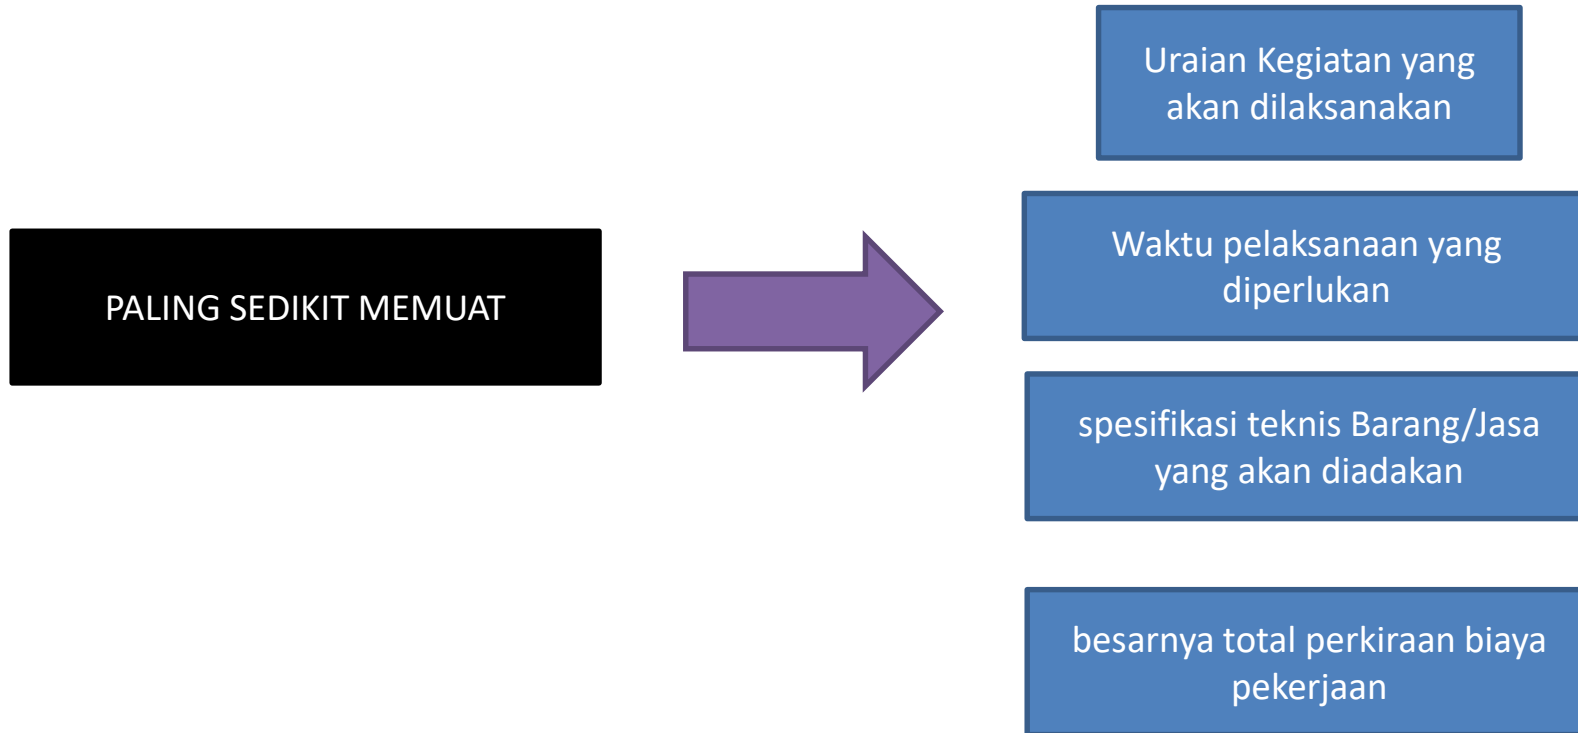 PALING SEDIKIT MEMUAT
Uraian Kegiatan yang
akan dilaksanakan
Waktu pelaksanaan yang
diperlukan
spesifikasi teknis Barang/Jasa
yang akan diadakan
besarnya total perkiraan biaya
pekerjaan